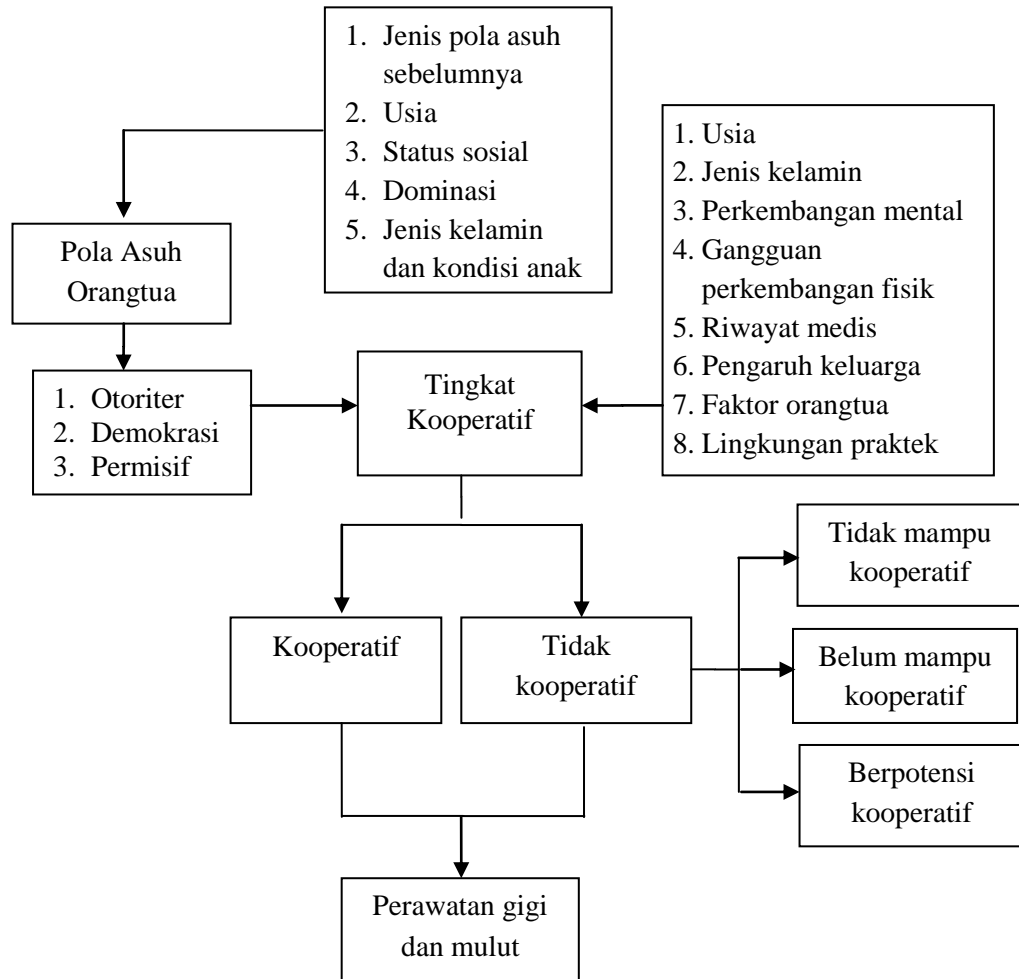 1. Jenis pola asuh
sebelumnya
2. Usia
3. Status sosial
4. Dominasi
5. Jenis kelamin
dan kondisi anak
1. Usia
2. Jenis kelamin
3. Perkembangan mental
4. Gangguan
perkembangan fisik
5. Riwayat medis
6. Pengaruh keluarga
7. Faktor orangtua
8. Lingkungan praktek
Pola Asuh
Orangtua
1. Otoriter
2. Demokrasi
3. Permisif
Tingkat
Kooperatif
Kooperatif
Tidak
kooperatif
Tidak mampu
kooperatif
Belum mampu
kooperatif
Berpotensi
kooperatif
Perawatan gigi
dan mulut